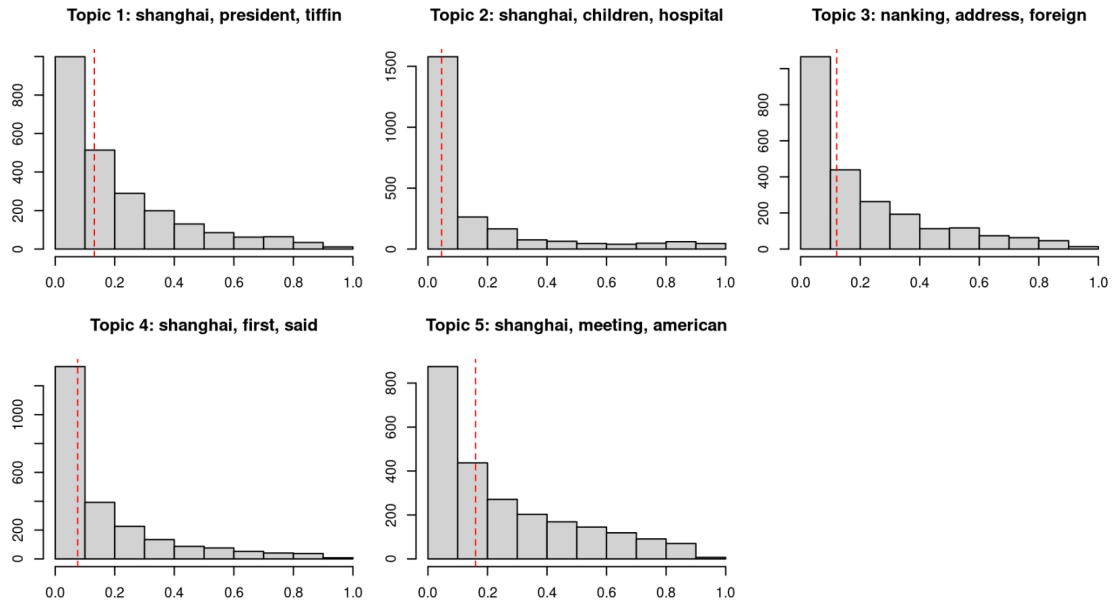 Topic 1: shanghai, president, tiffin
800
600
400
200
0
0.0 0.2 0.4 0.6 0.8 1.0
Topic 2: shanghai, children, hospital
1500
1000
500
0
0.0 0.2 0.4 0.6 0.8 1.0
Topic 3: nanking, address, foreign
800
600
400
200
0
0.0 0.2 0.4 0.6 0.8 1.0
Topic 4: shanghai, first, said
1000
600
200
0
0.0 0.2 0.4 0.6 0.8 1.0
Topic 5: shanghai, meeting, american
800
600
400
200
0
0.0 0.2 0.4 0.6 0.8 1.0